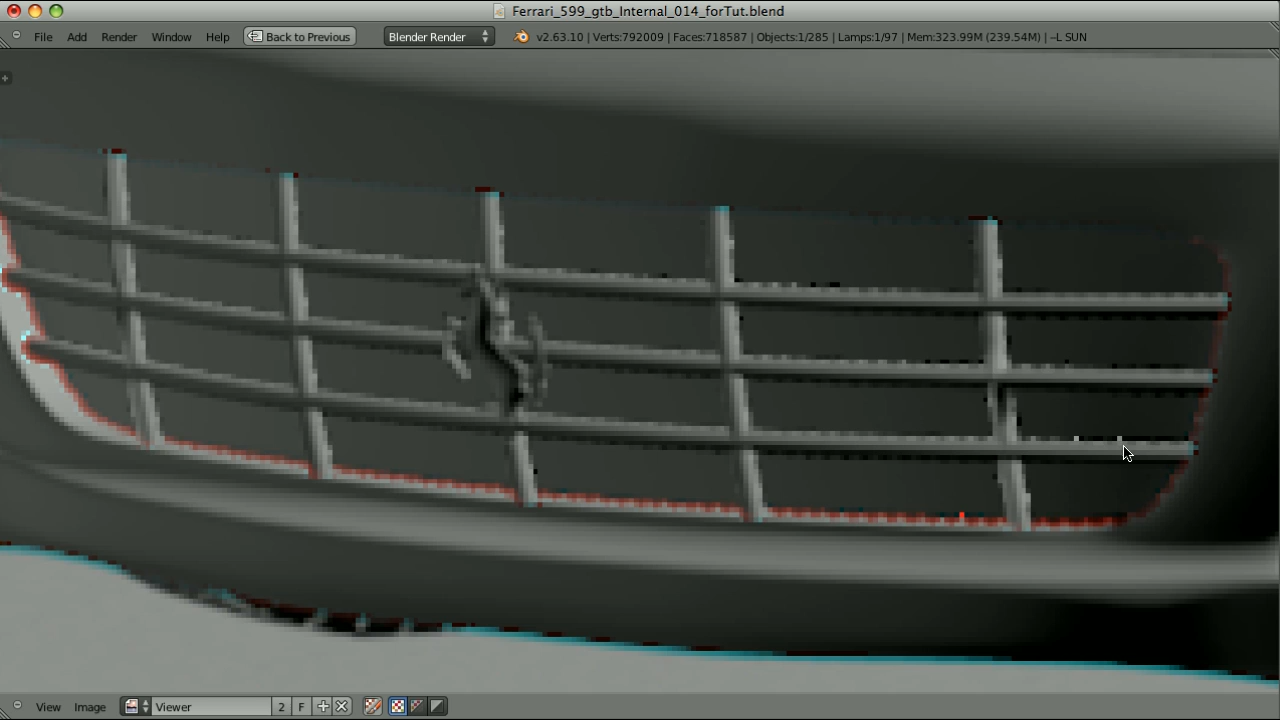 Ferrari_599_gtb_Internal_014_forTut.blend
File Add Render Window Help Back to Previous Blender Render v2.63.10 | Verts:792009 | Faces:718587 | Objects:1/285 | Lamps:1/97 | Mem:323.99M (239.54M) | ~L SUN
View Image Viewer 2 F